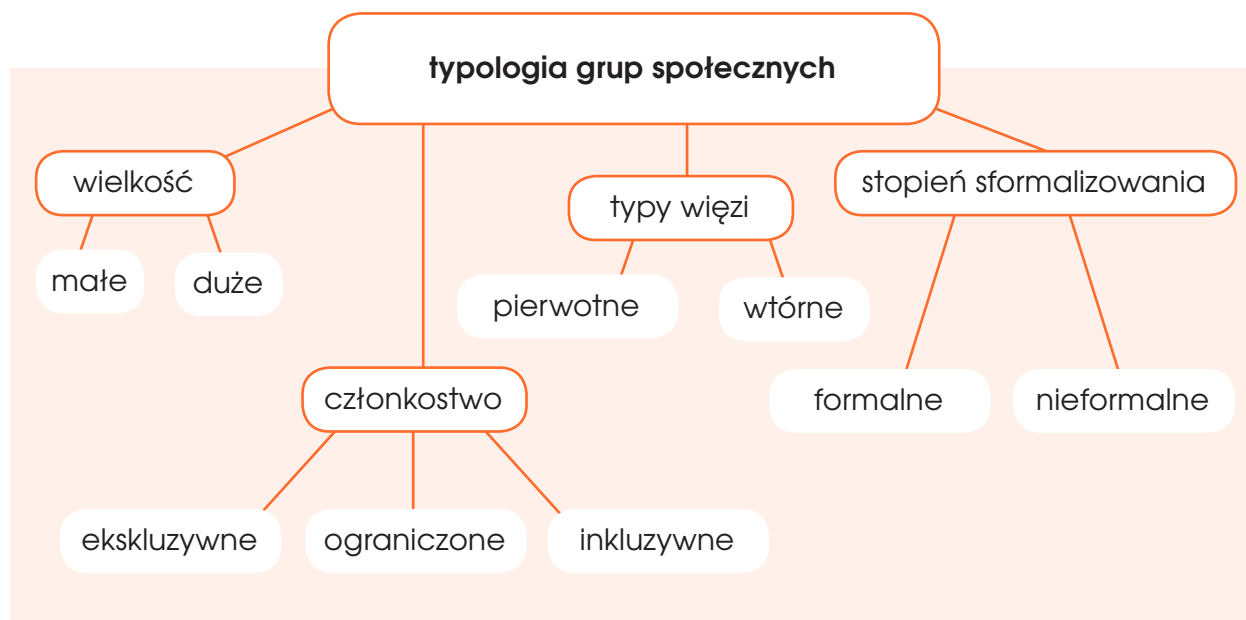 typologia grup społecznych
wielkość
małe
duże
członkostwo
ekskluzywne
ograniczone
inkluzywne
typy więzi
pierwotne
wtórne
stopień sformalizowania
formalne
nieformalne